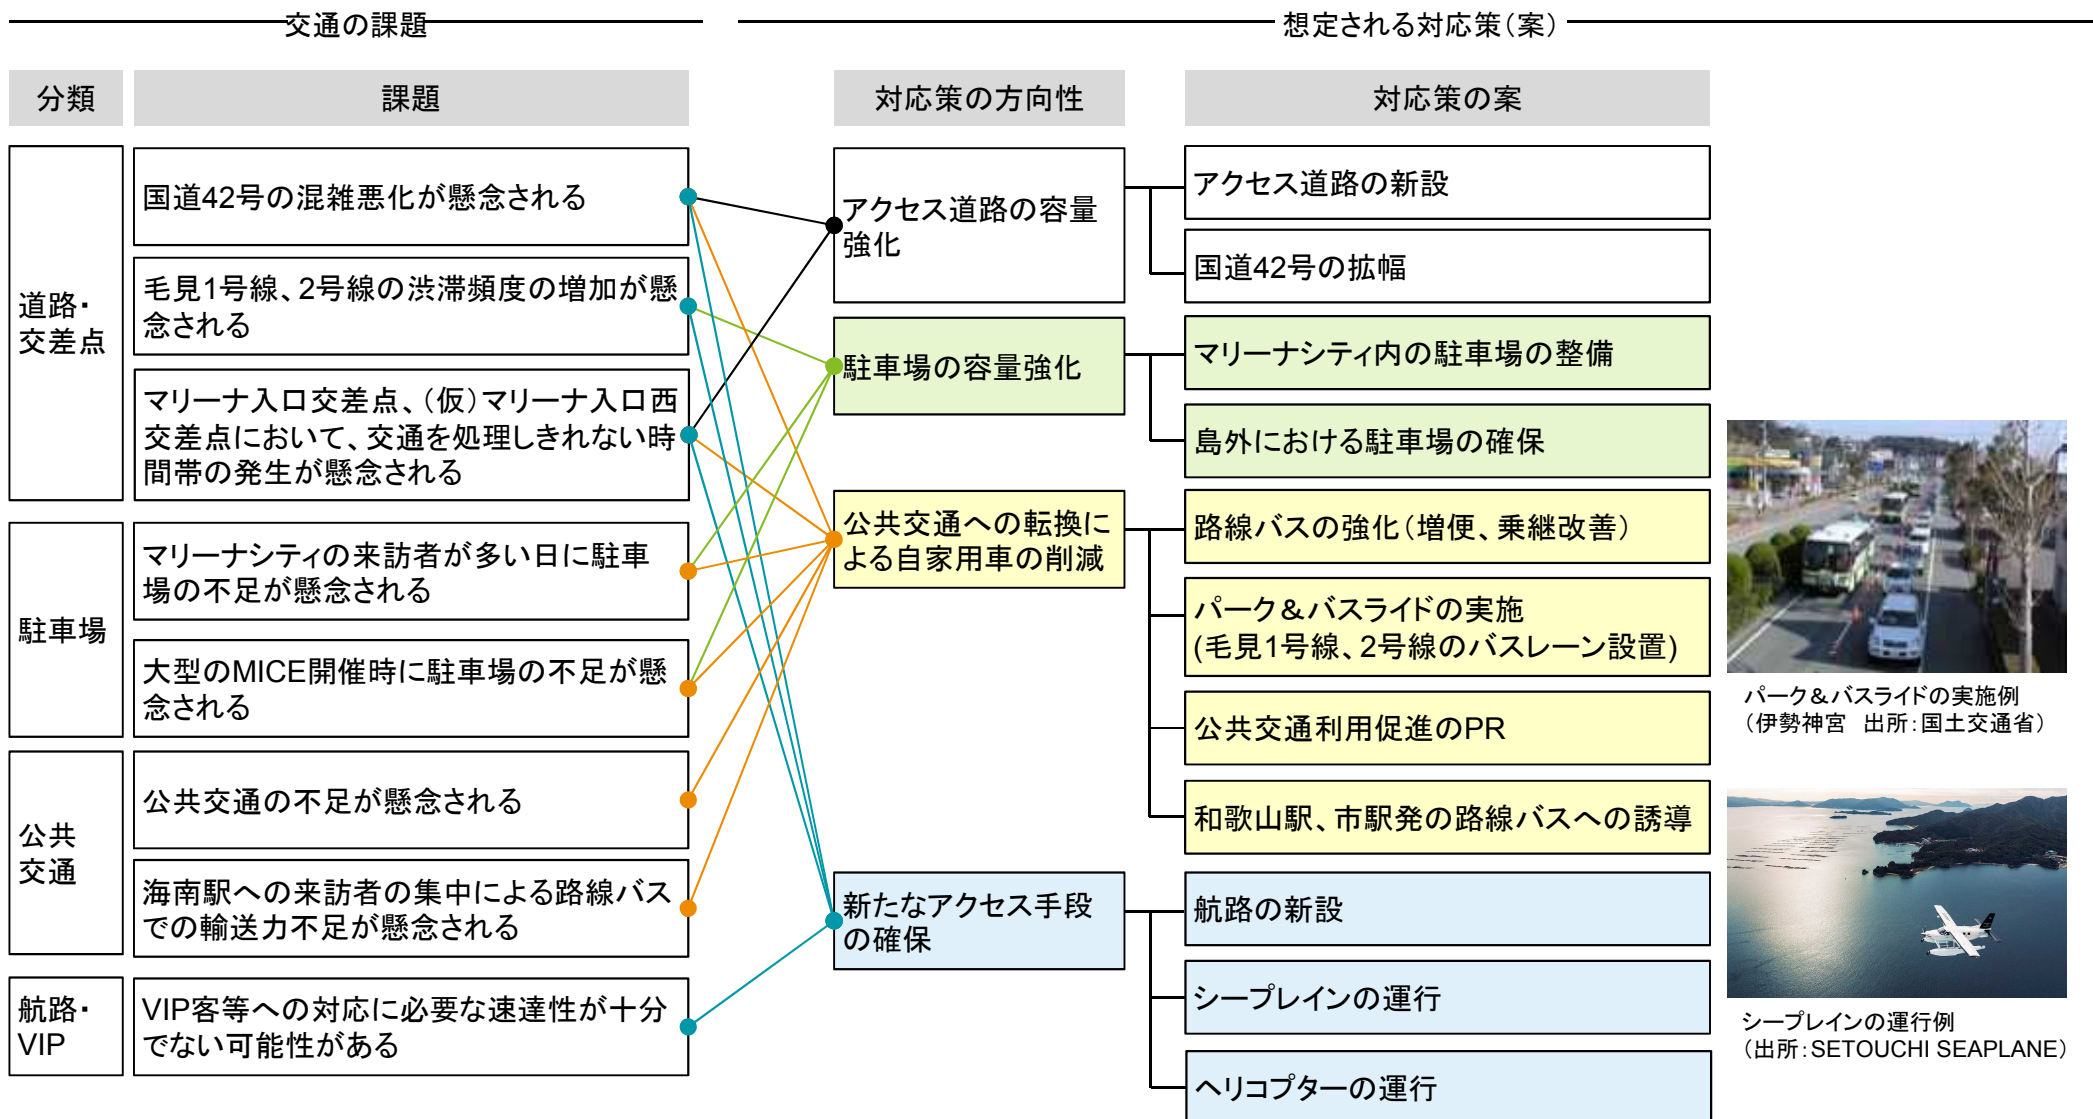 交通の課題
想定される対応策（案）
分類
課題
対応策の方向性
対応策の案
道路・
交差点
国道42号の混雑悪化が懸念される
毛見1号線、2号線の渋滞頻度の増加が懸
念される
マリーナ入口交差点、（仮）マリーナ入口西
交差点において、交通を処理しきれない時
間帯の発生が懸念される
駐車場
マリーナシティの来訪者が多い日に駐車
場の不足が懸念される
大型のMICE開催時に駐車場の不足が懸
念される
公共
交通
公共交通の不足が懸念される
海南駅への来訪者の集中による路線バス
での輸送力不足が懸念される
航路・
VIP
VIP客等への対応に必要な速達性が十分
でない可能性がある
アクセス道路の容量
強化
アクセス道路の新設
国道42号の拡幅
駐車場の容量強化
マリーナシティ内の駐車場の整備
島外における駐車場の確保
公共交通への転換に
よる自家用車の削減
路線バスの強化（増便、乗継改善）
パーク＆バスライドの実施
(毛見1号線、2号線のバスレーン設置)
公共交通利用促進のPR
和歌山駅、市駅発の路線バスへの誘導
新たなアクセス手段
の確保
航路の新設
シープレインの運行
ヘリコプターの運行
パーク＆バスライドの実施例
（伊勢神宮　出所：国土交通省）
シープレインの運行例
（出所：SETOUCHI SEAPLANE）